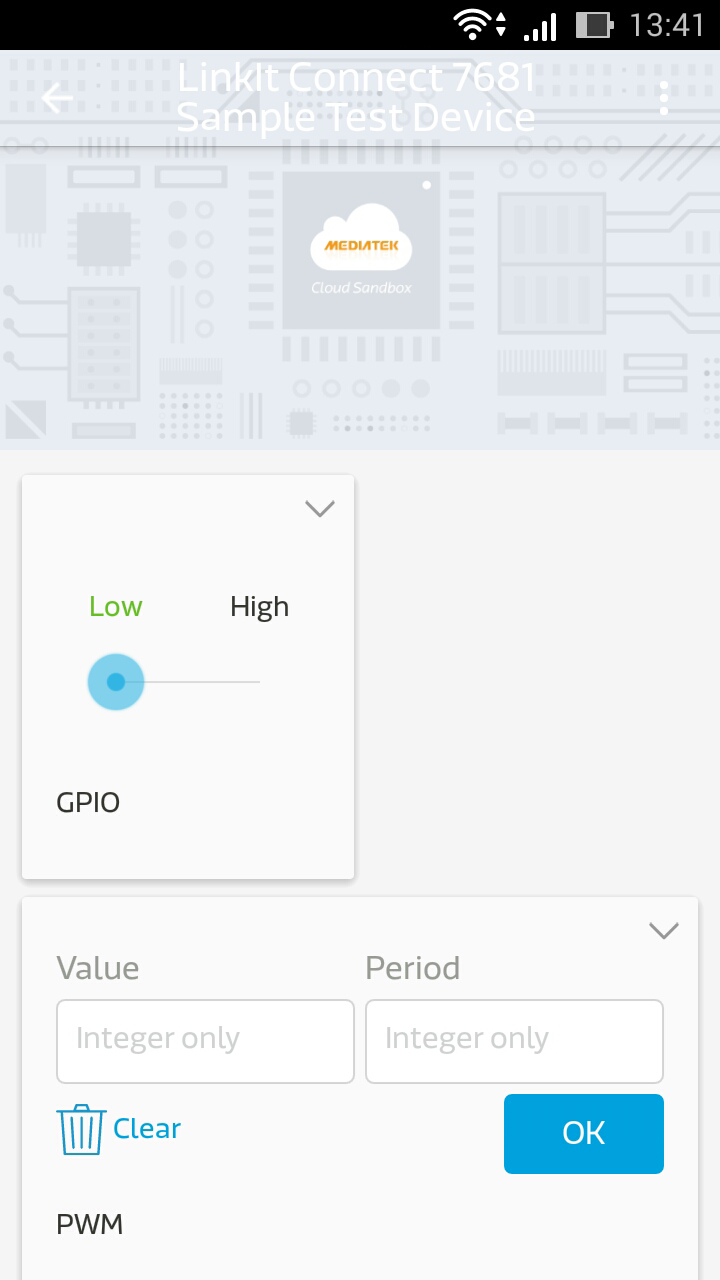 13:41
LinkIt Connect 7681
Sample Test Device
MEDIATEK
Cloud Sandbox
Low High
GPIO
Value Period
Integer only Integer only
Clear OK
PWM